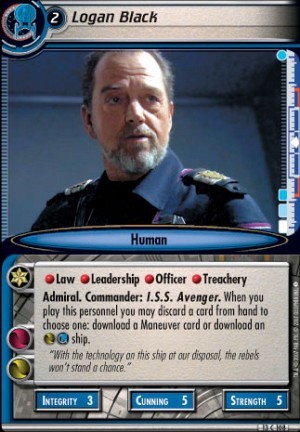 2 Logan Black
Human
Law Leadership Officer Treachery
Admiral. Commander: I.S.S. Avenger. When you
play this personnel you may discard a card from hand to
choose one: download a Maneuver card or download an
ship.
"With the technology on this ship at our disposal, the rebels
won't stand a chance."
INTEGRITY 3 CUNNING 5 STRENGTH 5